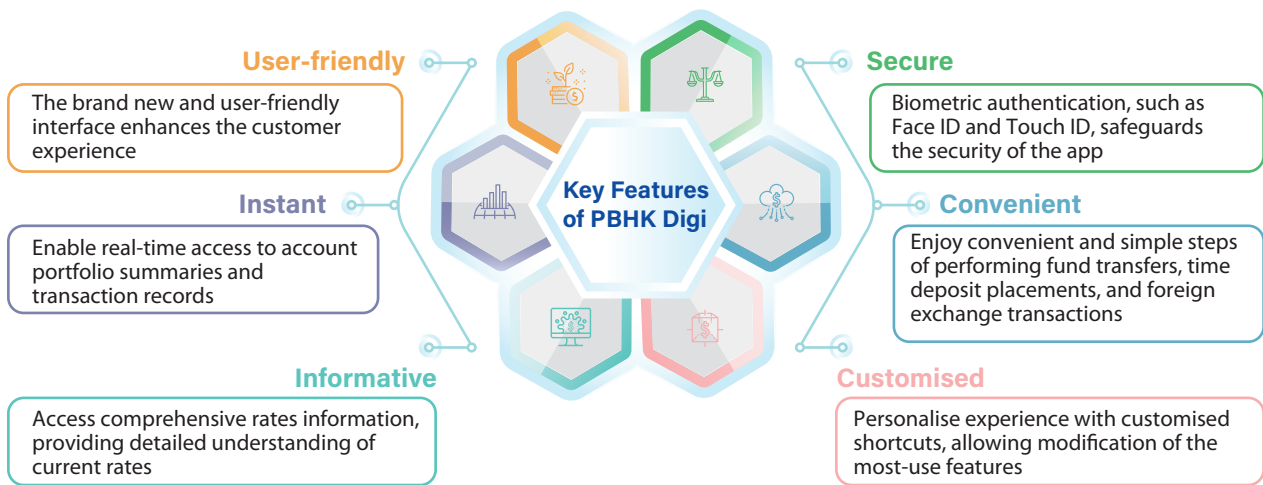 User-friendly
The brand new and user-friendly
interface enhances the customer
experience
Instant
Enable real-time access to account
portfolio summaries and
transaction records
Informative
Access comprehensive rates information,
providing detailed understanding of
current rates
Key Features
of PBHK Digi
Secure
Biometric authentication, such as
Face ID and Touch ID, safeguards
the security of the app
Convenient
Enjoy convenient and simple steps
of performing fund transfers, time
deposit placements, and foreign
exchange transactions
Customised
Personalise experience with customised
shortcuts, allowing modification of the
most-use features